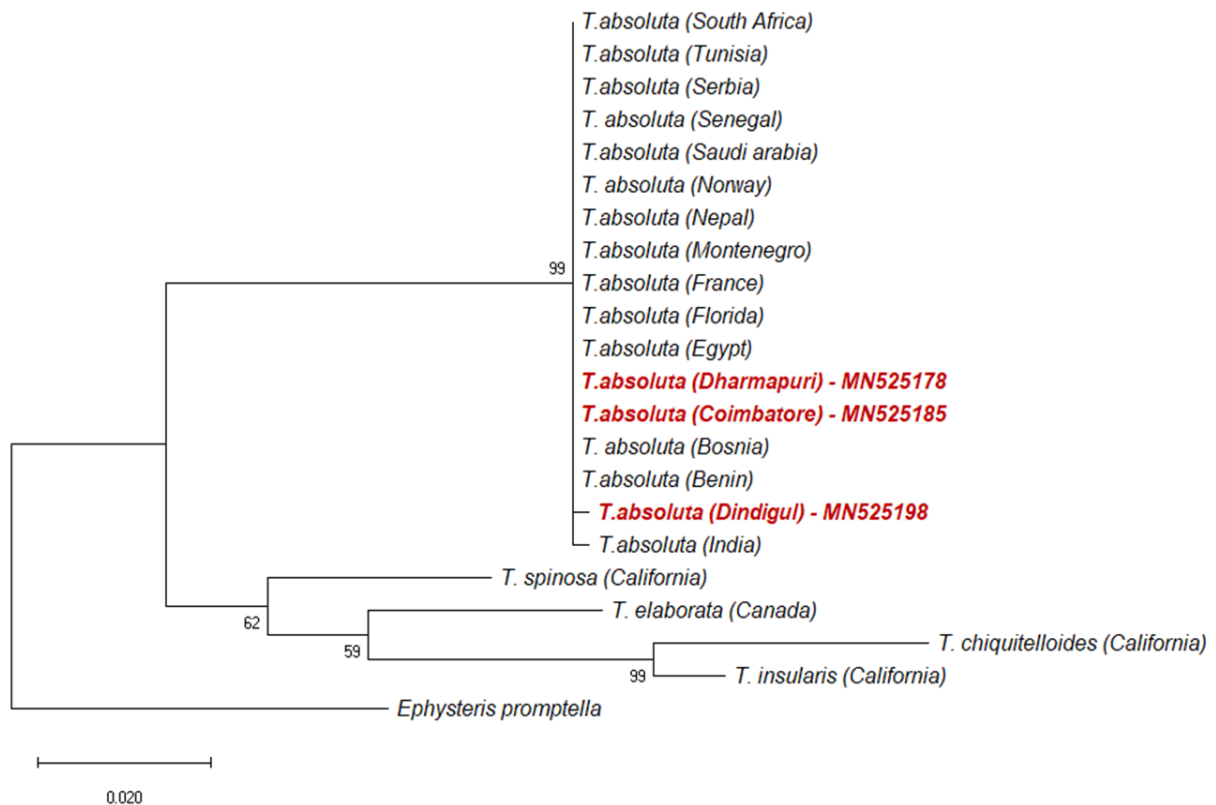 T.absoluta (South Africa)
T.absoluta (Tunisia)
T.absoluta (Serbia)
T. absoluta (Senegal)
T.absoluta (Saudi arabia)
T. absoluta (Norway)
T.absoluta (Nepal)
T.absoluta (Montenegro)
99
T.absoluta (France)
T.absoluta (Florida)
T.absoluta (Egypt)
T.absoluta (Dharmapuri) - MN525178
T.absoluta (Coimbatore) - MN525185
T. absoluta (Bosnia)
T.absoluta (Benin)
T.absoluta (Dindigul) - MN525198
T.absoluta (India)
T. spinosa (California)
T. elaborata (Canada)
62
T. chiquitelloides (California)
59
T. insularis (California)
99
Ephysteris promptella
0.020